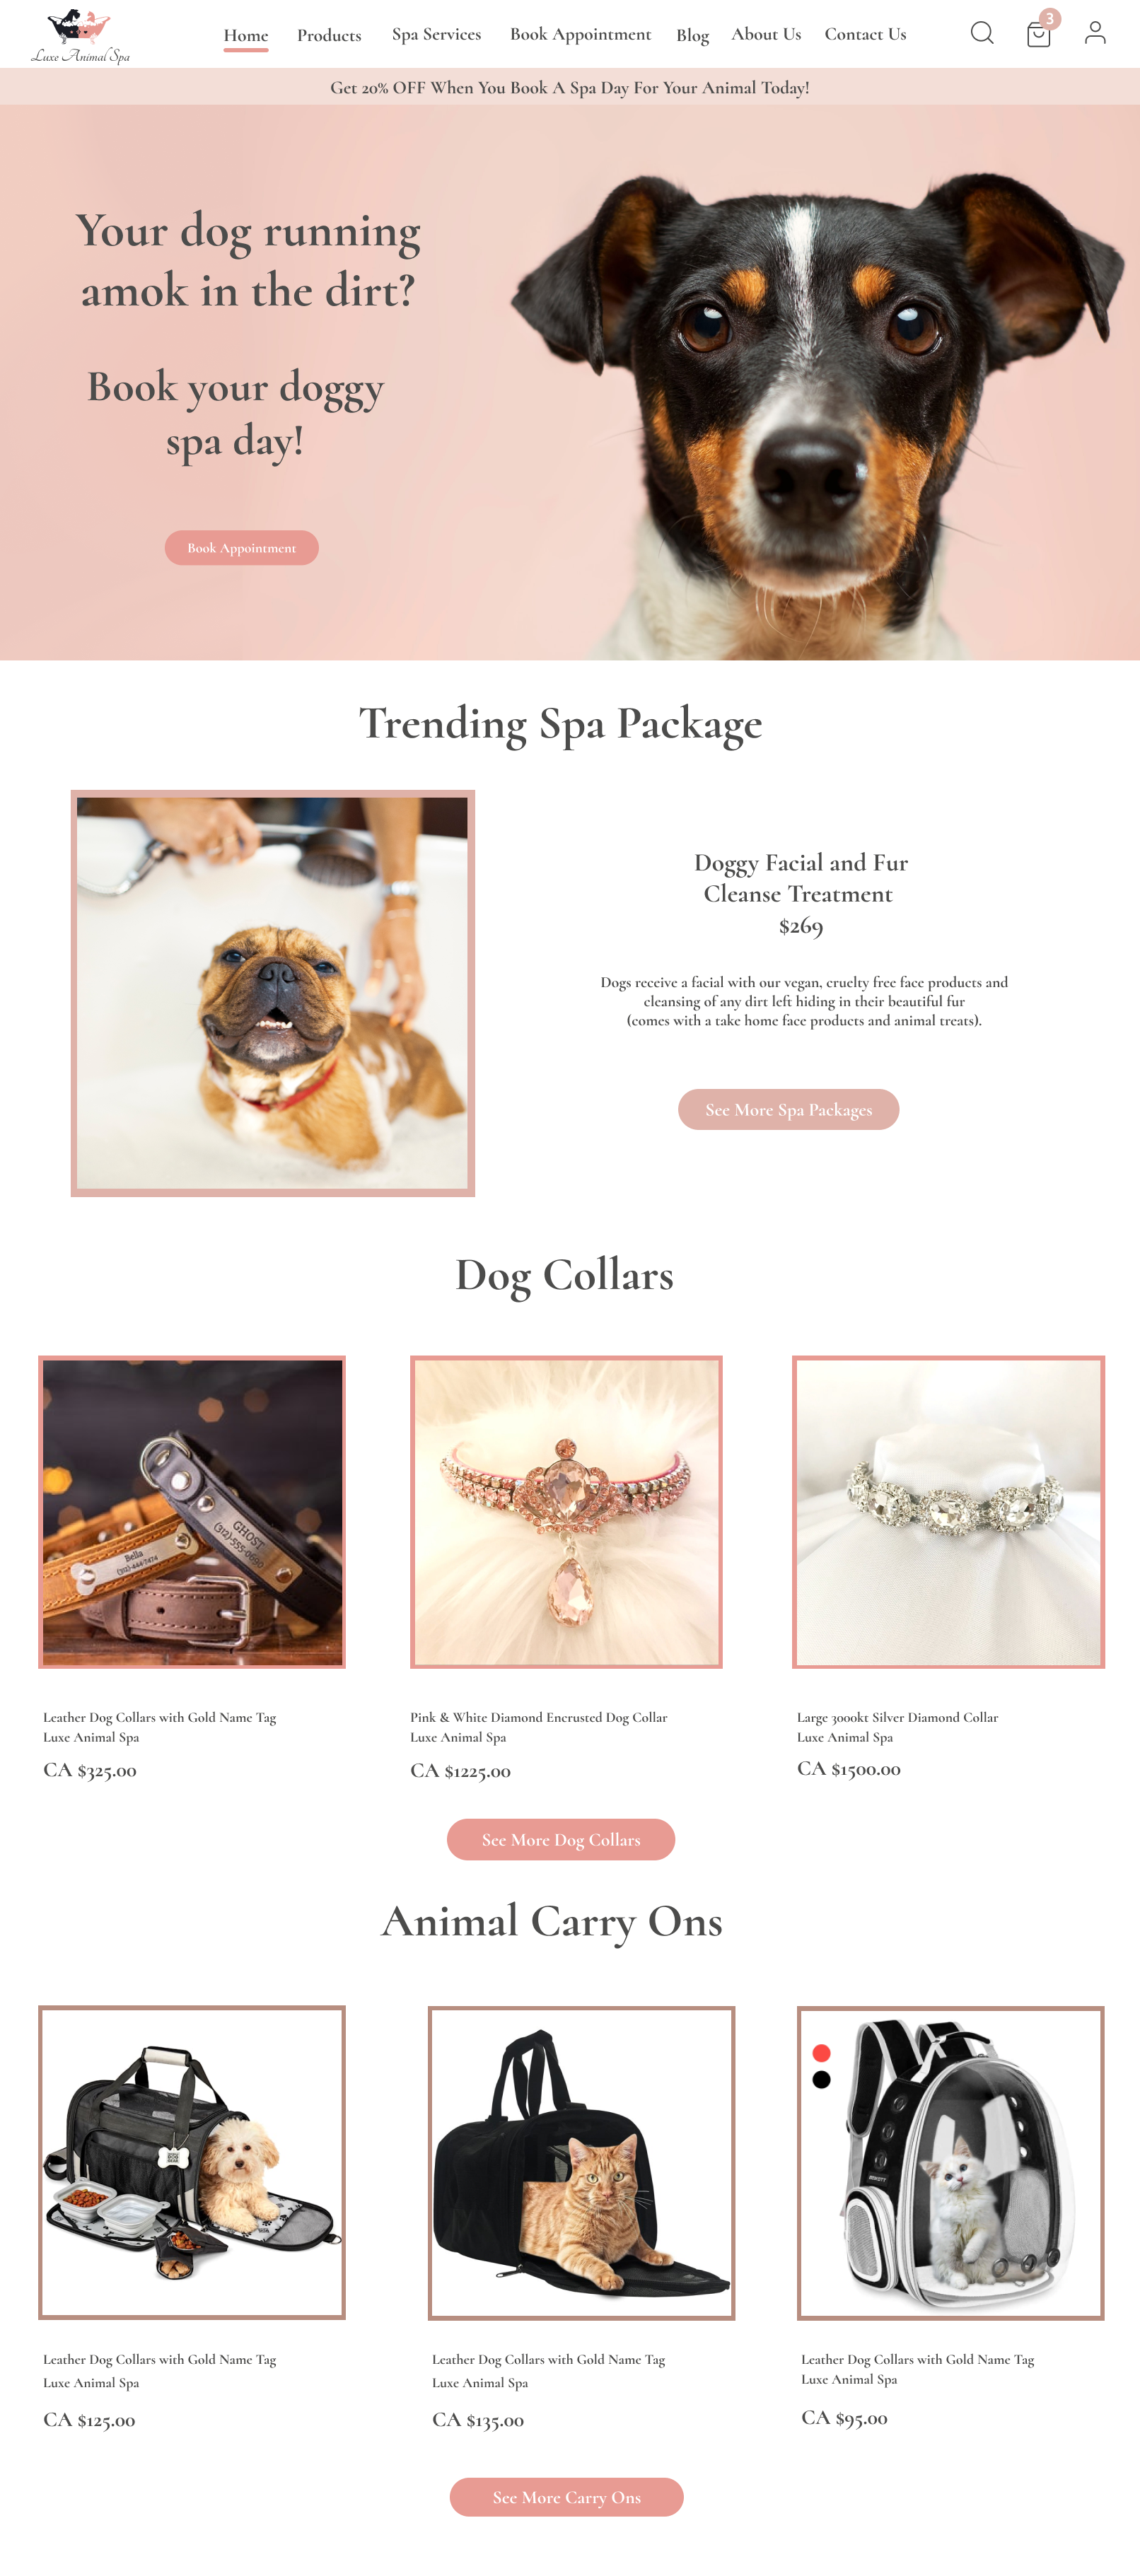 Luxe Animal Spa
Home Products Spa Services Book Appointment Blog About Us Contact Us
3
Get 20% OFF When You Book A Spa Day For Your Animal Today!
Your dog running
amok in the dirt?
Book your doggy
spa day!
Book Appointment
Trending Spa Package
Doggy Facial and Fur
Cleanse Treatment
$269
Dogs receive a facial with our vegan, cruelty free face products and
cleansing of any dirt left hiding in their beautiful fur
(comes with a take home face products and animal treats).
See More Spa Packages
Dog Collars
GHOST
(312)-555-0690
Bella
(312)-444-7474
Leather Dog Collars with Gold Name Tag
Luxe Animal Spa
CA $325.00
Pink & White Diamond Encrusted Dog Collar
Luxe Animal Spa
CA $1225.00
Large 3000kt Silver Diamond Collar
Luxe Animal Spa
CA $1500.00
See More Dog Collars
Animal Carry Ons
Leather Dog Collars with Gold Name Tag
Luxe Animal Spa
CA $125.00
Leather Dog Collars with Gold Name Tag
Luxe Animal Spa
CA $135.00
Leather Dog Collars with Gold Name Tag
Luxe Animal Spa
CA $95.00
See More Carry Ons